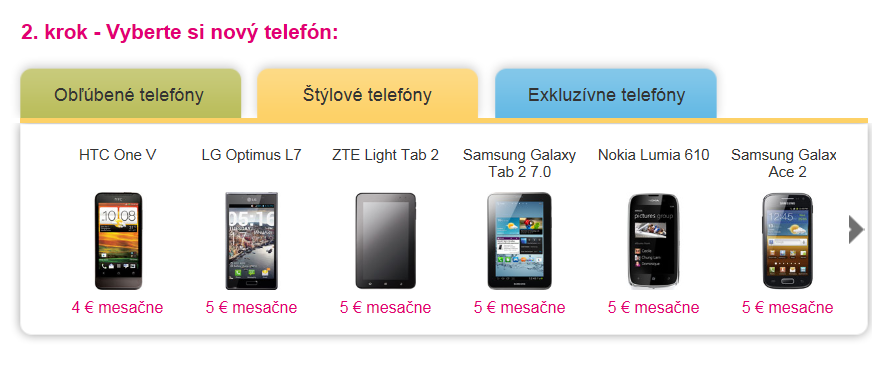 2. krok - Vyberte si nový telefón:
Obľúbené telefóny
Štýlové telefóny
Exkluzívne telefóny
HTC One V
LG Optimus L7
ZTE Light Tab 2
Samsung Galaxy
Tab 2 7.0
Nokia Lumia 610
Samsung Galax
Ace 2
4 € mesačne
5 € mesačne
5 € mesačne
5 € mesačne
5 € mesačne
5 € mesačne